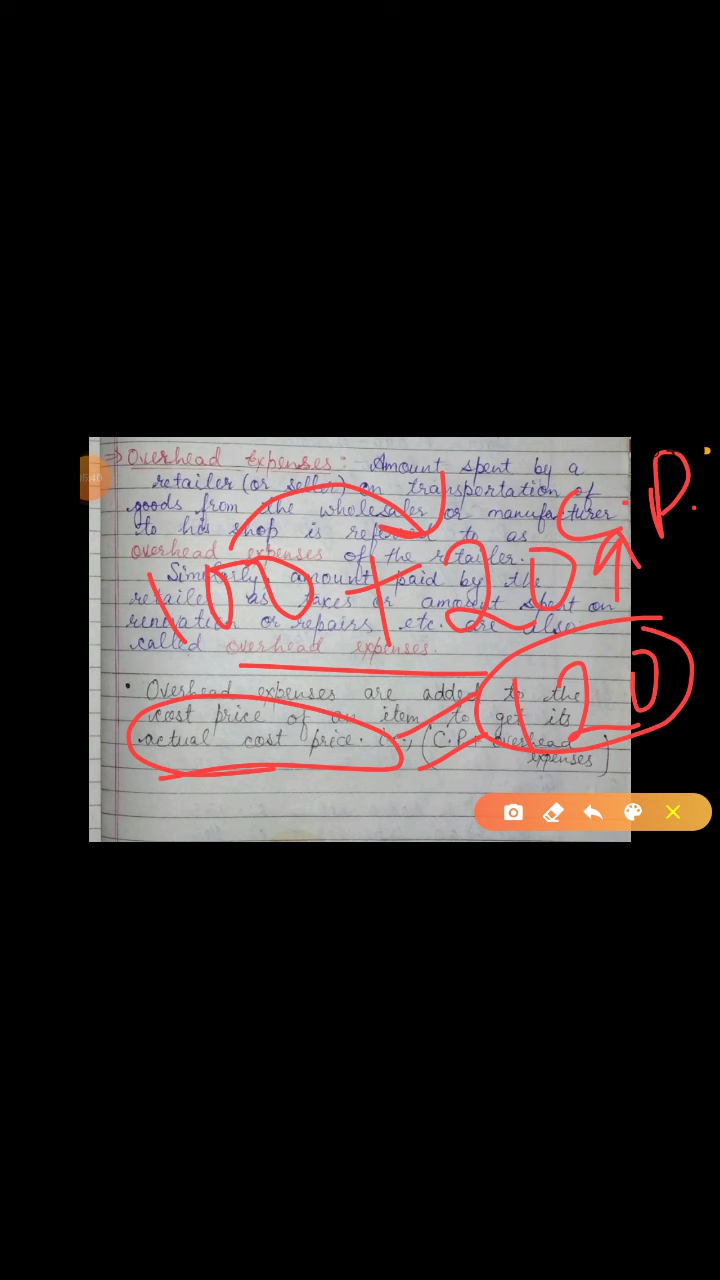 ⇒ Overhead Expenses: Amount spent by a
retailer (or seller) on transportation of
goods from the wholesaler or manufacturer
to his shop is referred to as
overhead expenses of the retailer.
Similarly, amount paid by the
retailer as taxes or amount spent on
renovation or repairs etc. are also
called overhead expenses.
• Overhead expenses are added to the
cost price of an item to get its
actual cost price. i.e., (C.P. + overhead
expenses]
C.P.
100 + 20
120